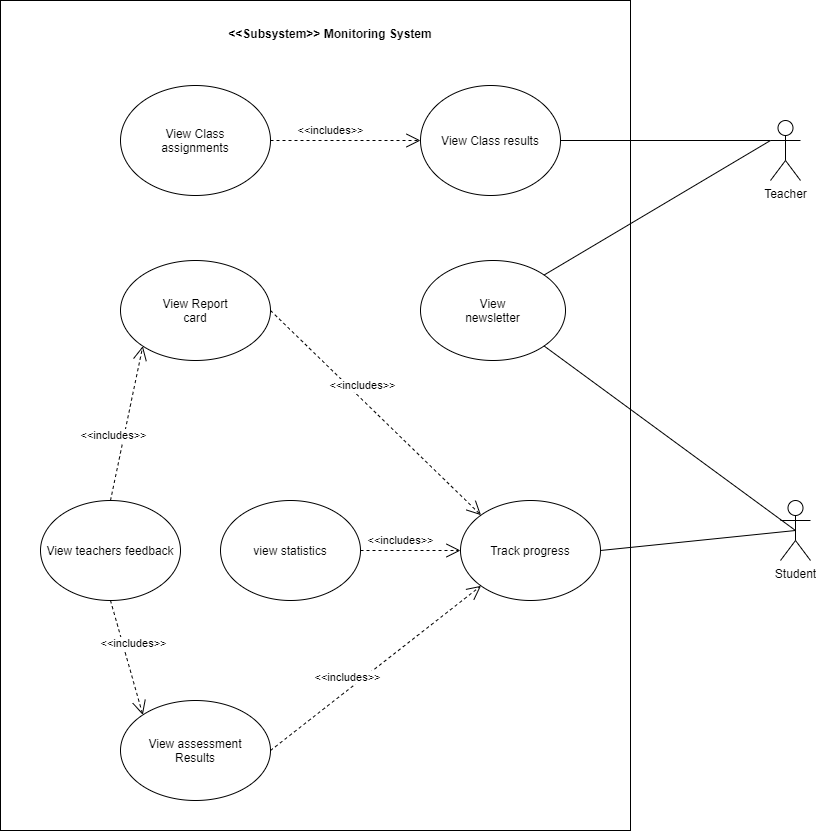 <<Subsystem>> Monitoring System
View Class
assignments
<<includes>>
View Class results
Teacher
View Report
card
View
newsletter
<<includes>>
<<includes>>
View teachers feedback
view statistics
<<includes>>
Track progress
Student
<<includes>>
<<includes>>
View assessment
Results